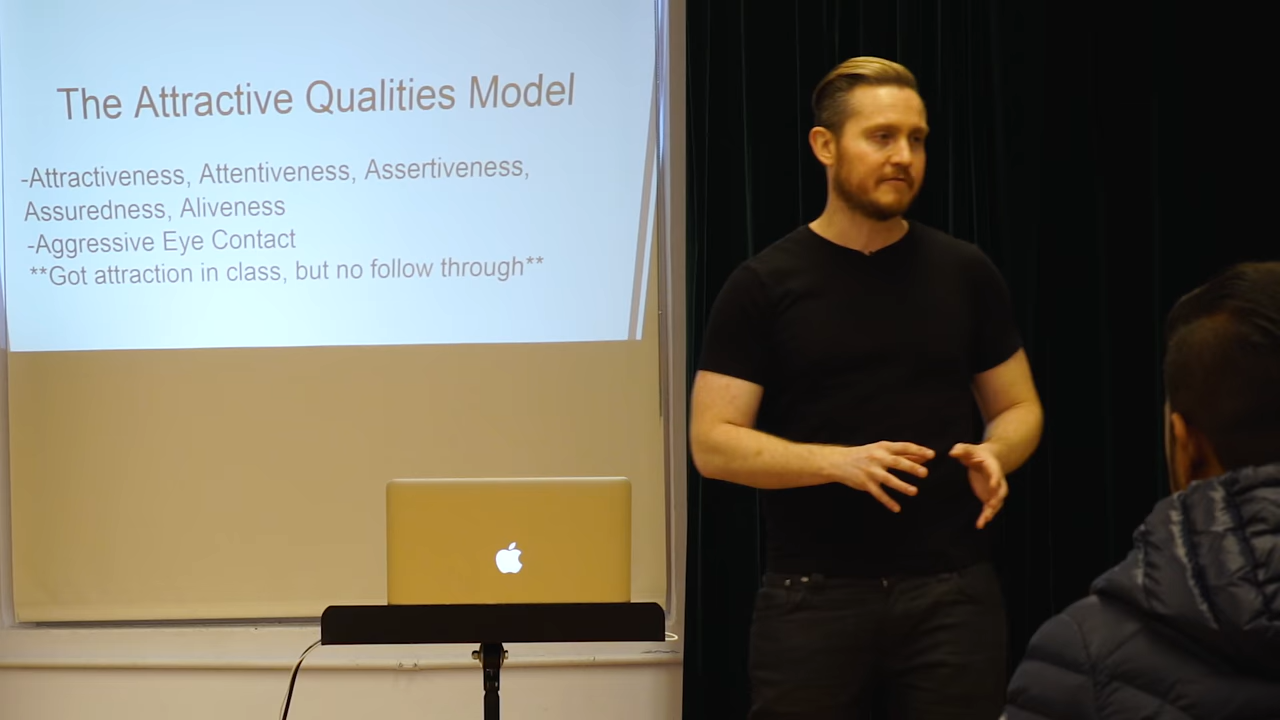 The Attractive Qualities Model
-Attractiveness, Attentiveness, Assertiveness,
Assuredness, Aliveness
-Aggressive Eye Contact
**Got attraction in class, but no follow through**